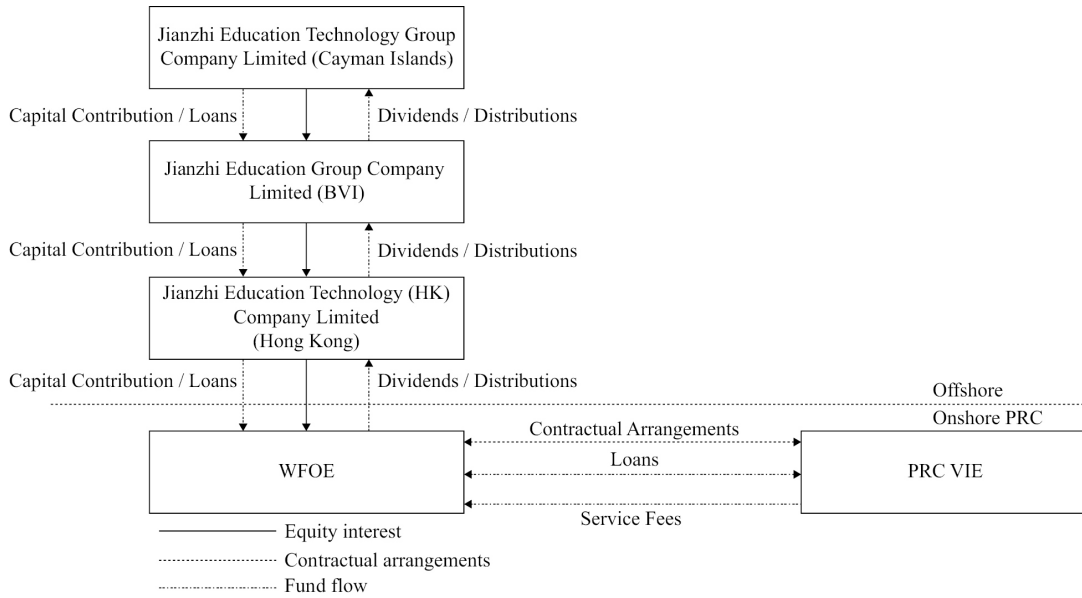 Jianzhi Education Technology Group
Company Limited (Cayman Islands)
Capital Contribution / Loans
Dividends / Distributions
Jianzhi Education Group Company
Limited (BVI)
Capital Contribution / Loans
Dividends / Distributions
Jianzhi Education Technology (HK)
Company Limited
(Hong Kong)
Capital Contribution / Loans
Dividends / Distributions
Offshore
Onshore PRC
Contractual Arrangements
WFOE
Loans
PRC VIE
Service Fees
Equity interest
Contractual arrangements
Fund flow